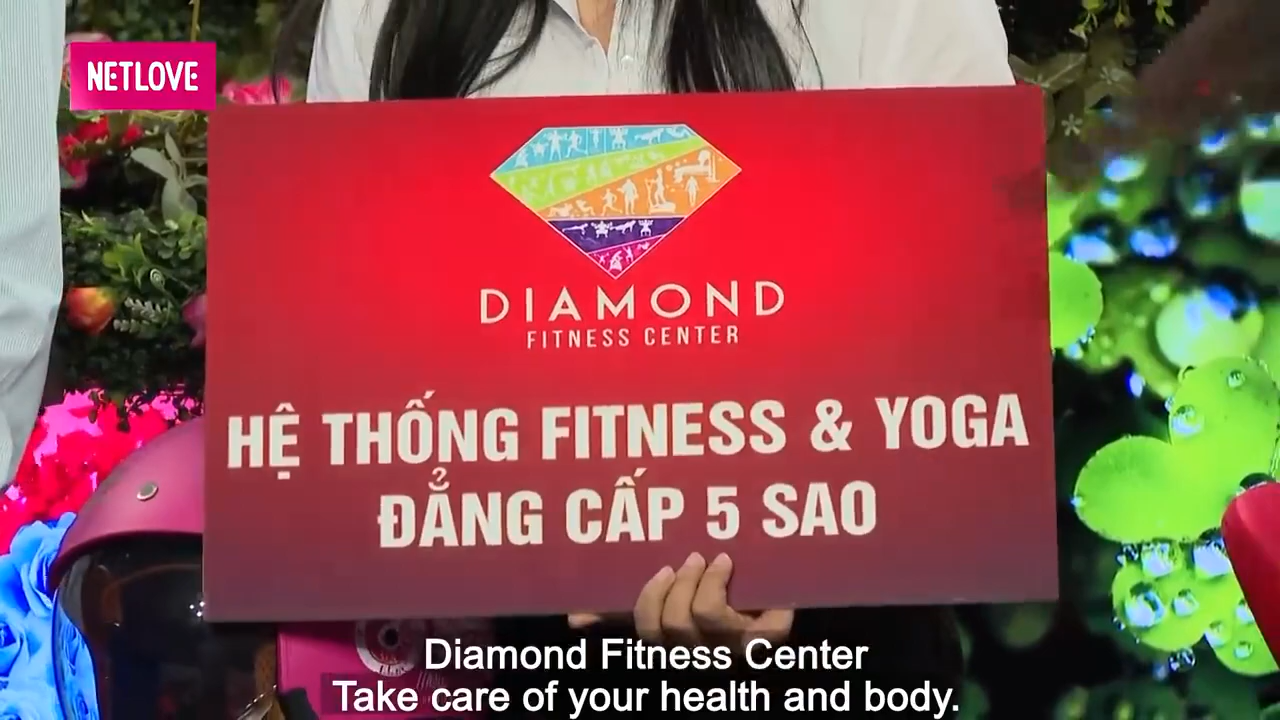 NETLOVE
DIAMOND
FITNESS CENTER
HỆ THỐNG FITNESS & YOGA
ĐẲNG CẤP 5 SAO
Diamond Fitness Center
Take care of your health and body.